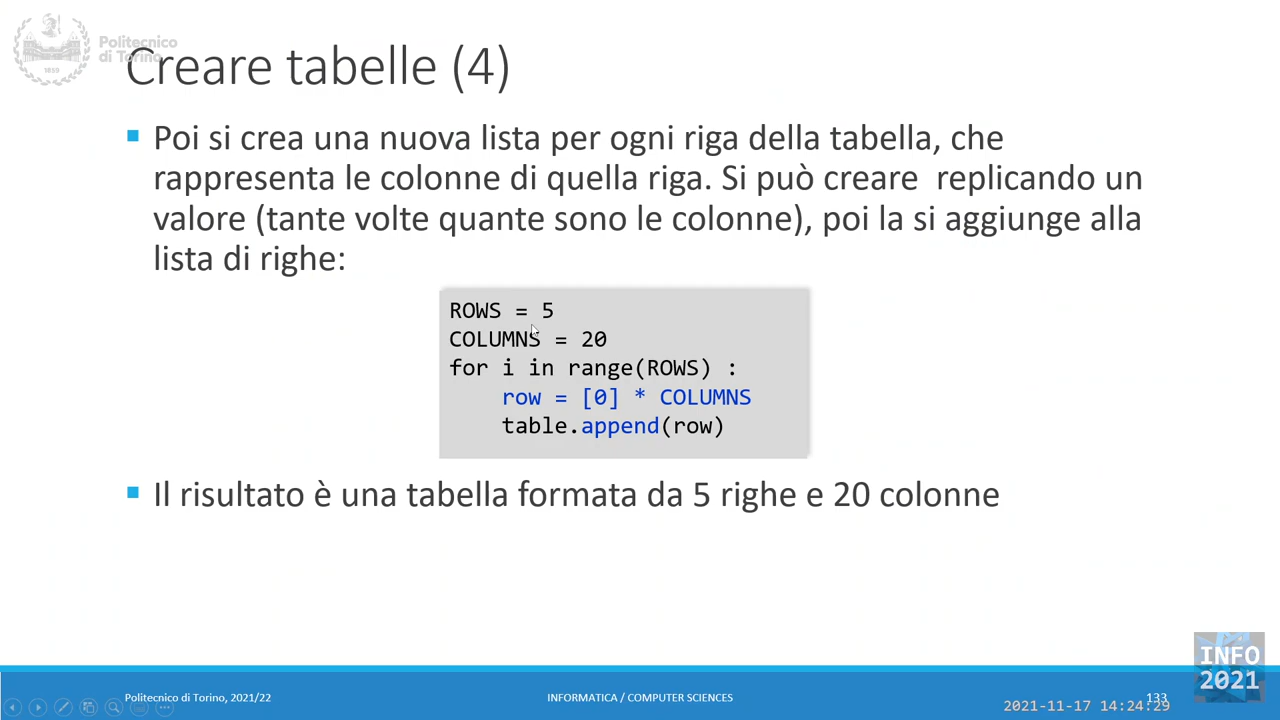 Politecnico
di Torino
1859
Creare tabelle (4)
Poi si crea una nuova lista per ogni riga della tabella, che
rappresenta le colonne di quella riga. Si può creare  replicando un
valore (tante volte quante sono le colonne), poi la si aggiunge alla
lista di righe:
ROWS = 5
COLUMNS = 20
for i in range(ROWS) :
    row = [0] * COLUMNS
    table.append(row)
Il risultato è una tabella formata da 5 righe e 20 colonne
INFO
2021
Politecnico di Torino, 2021/22
INFORMATICA / COMPUTER SCIENCES
133
2021-11-17 14:24:29